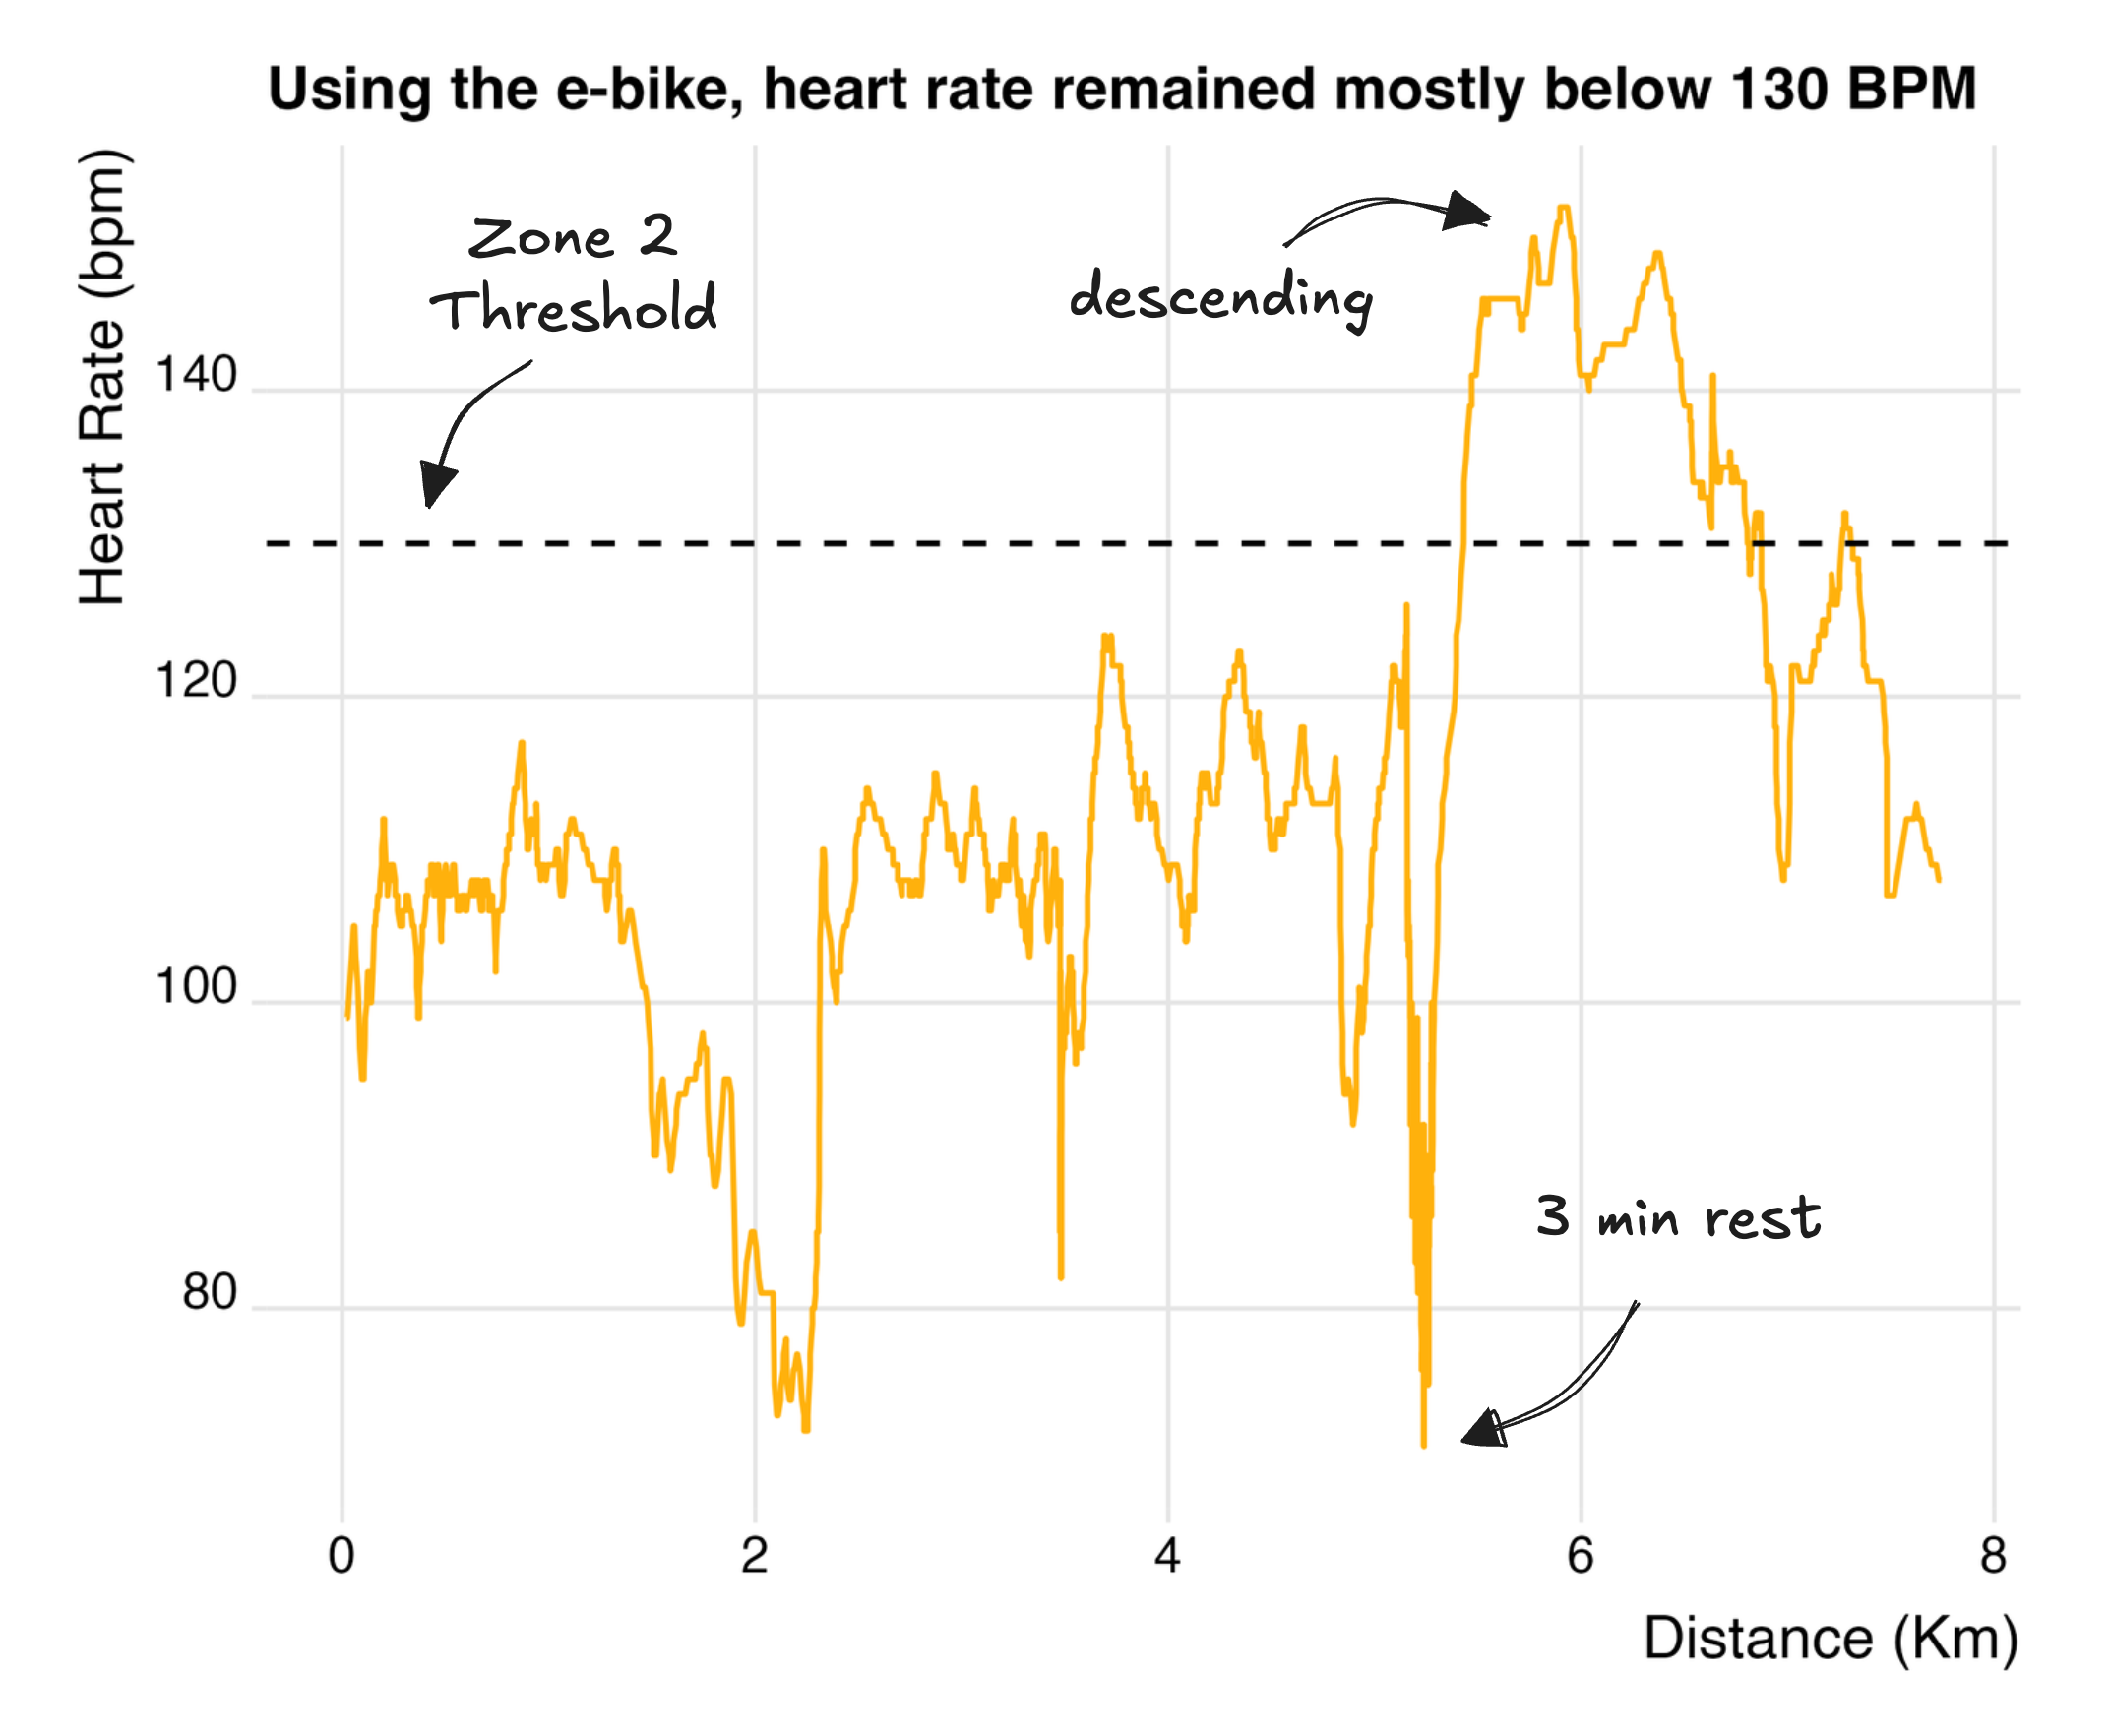 Using the e-bike, heart rate remained mostly below 130 BPM
Heart Rate (bpm)
Zone 2
Threshold
descending
140
120
100
80
3 min rest
0 2 4 6 8
Distance (Km)